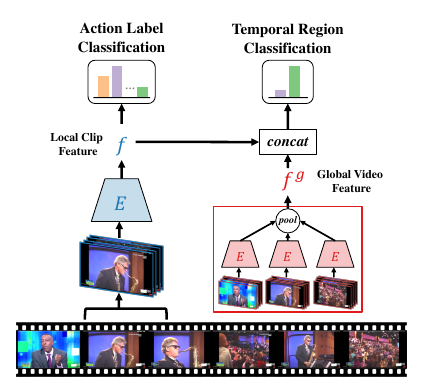 Action Label
Classification
Temporal Region
Classification
...
Local Clip
Feature
f
concat
f^g
Global Video
Feature
E
pool
E
E
E